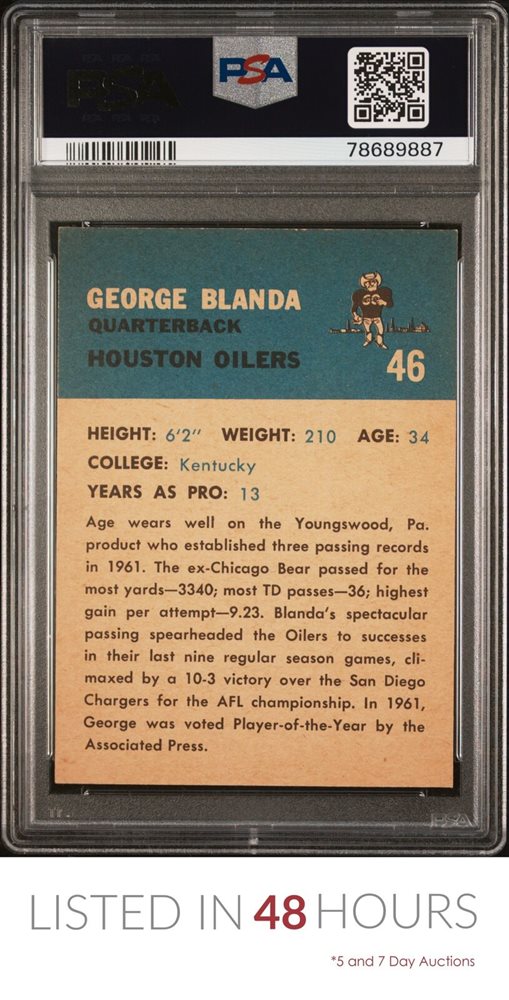 PSA
PSA
78689887
GEORGE BLANDA
QUARTERBACK
HOUSTON OILERS
46
HEIGHT: 6'2" WEIGHT: 210 AGE: 34
COLLEGE: Kentucky
YEARS AS PRO: 13
Age wears well on the Youngswood, Pa.
product who established three passing records
in 1961. The ex-Chicago Bear passed for the
most yards—3340; most TD passes—36; highest
gain per attempt—9.23. Blanda's spectacular
passing spearheaded the Oilers to successes
in their last nine regular season games, cli-
maxed by a 10-3 victory over the San Diego
Chargers for the AFL championship. In 1961,
George was voted Player-of-the-Year by the
Associated Press.
PSA
LISTED IN 48 HOURS
*5 and 7 Day Auctions